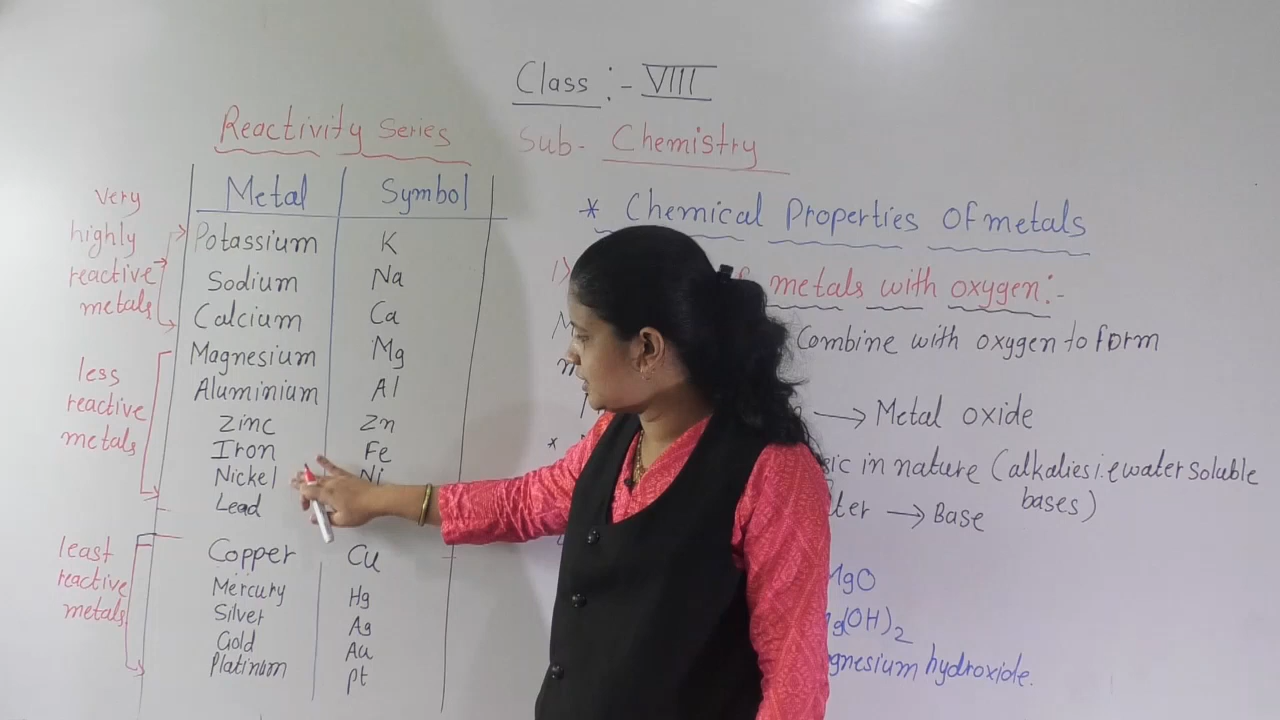 Class :- VIII
Sub- Chemistry
Reactivity Series
Metal Symbol
Potassium K
Sodium Na
Calcium Ca
Magnesium Mg
Aluminium Al
Zinc Zn
Iron Fe
Nickel Ni
Lead
Copper Cu
Mercury Hg
Silver Ag
Gold Au
Platinum pt
very
highly
reactive
metals
less
reactive
metals
least
reactive
metals
* Chemical Properties Of metals
1) metals with oxygen:-
Combine with oxygen to form
→ Metal oxide
*
in nature (alkalies i.e water soluble
bases)
→ Base
MgO
(OH)2
hydroxide.